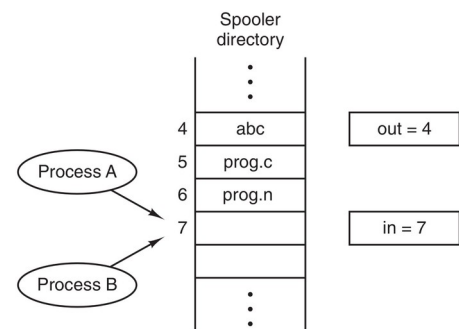 Spooler
directory
4 abc out = 4
Process A 5 prog.c
6 prog.n
7 in = 7
Process B